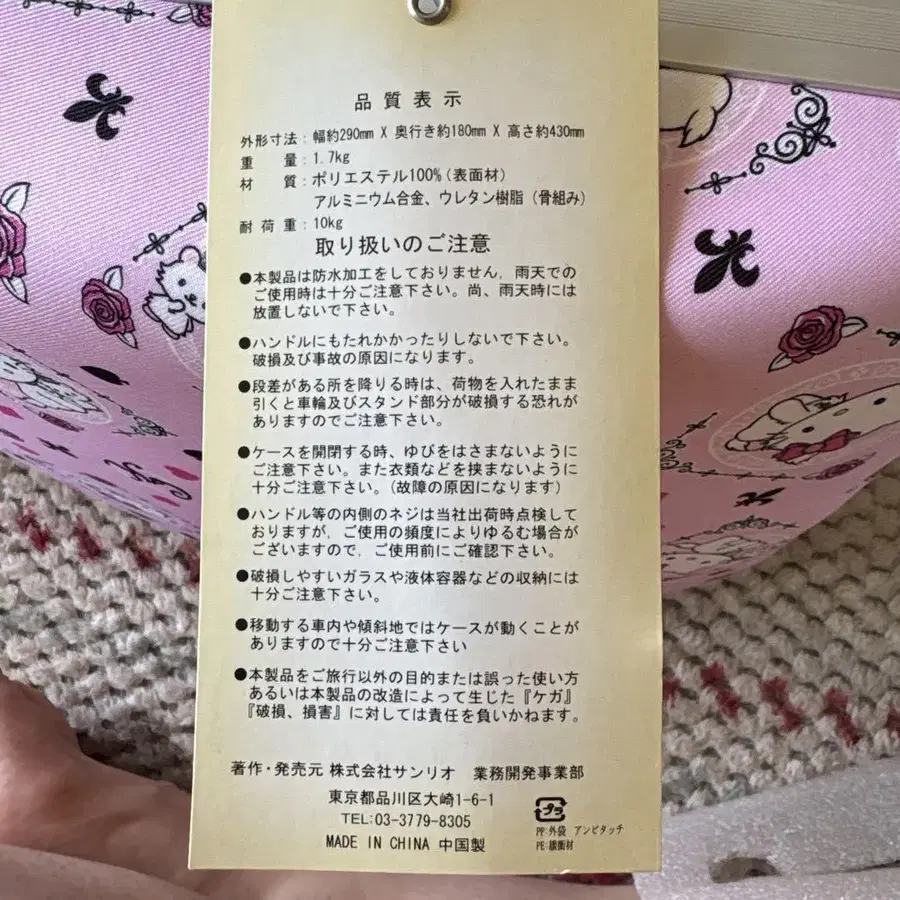 品質表示
外形寸法：幅約290mm X 奥行き約180mm X 高さ約430mm
重　　量：1.7kg
材　　質：ポリエステル100%（表面材）
アルミニウム合金、ウレタン樹脂（骨組み）
耐 荷 重：10kg
取り扱いのご注意
●本製品は防水加工をしておりません，雨天での
ご使用時は十分ご注意下さい。尚、雨天時には
放置しないで下さい。
●ハンドルにもたれかかったりしないで下さい。
破損及び事故の原因になります。
●段差がある所を降りる時は、荷物を入れたまま
引くと車輪及びスタンド部分が破損する恐れが
ありますのでご注意下さい。
●ケースを開閉する時、ゆびをはさまないように
ご注意下さい。また衣類などを挟まないように
十分ご注意下さい。（故障の原因になります）
●ハンドル等の内側のネジは当社出荷時点検して
おりますが，ご使用の頻度によりゆるむ場合が
ございますので，ご使用前にご確認下さい。
●破損しやすいガラスや液体容器などの収納には
十分ご注意下さい。
●移動する車内や傾斜地ではケースが動くことが
ありますので十分ご注意下さい
●本製品をご旅行以外の目的または誤った使い方
あるいは本製品の改造によって生じた『ケガ』
『破損、損害』に対しては責任を負いかねます。
著作・発売元 株式会社サンリオ　業務開発事業部
東京都品川区大崎1-6-1
TEL:03-3779-8305
MADE IN CHINA 中国製
プラ
PP:外袋　アンビタッチ
PE:緩衝材